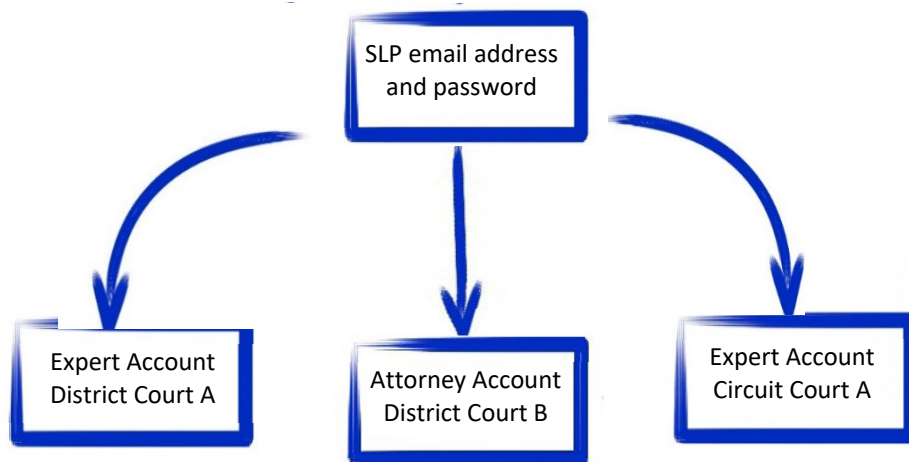 SLP email address
and password
Expert Account
District Court A
Attorney Account
District Court B
Expert Account
Circuit Court A